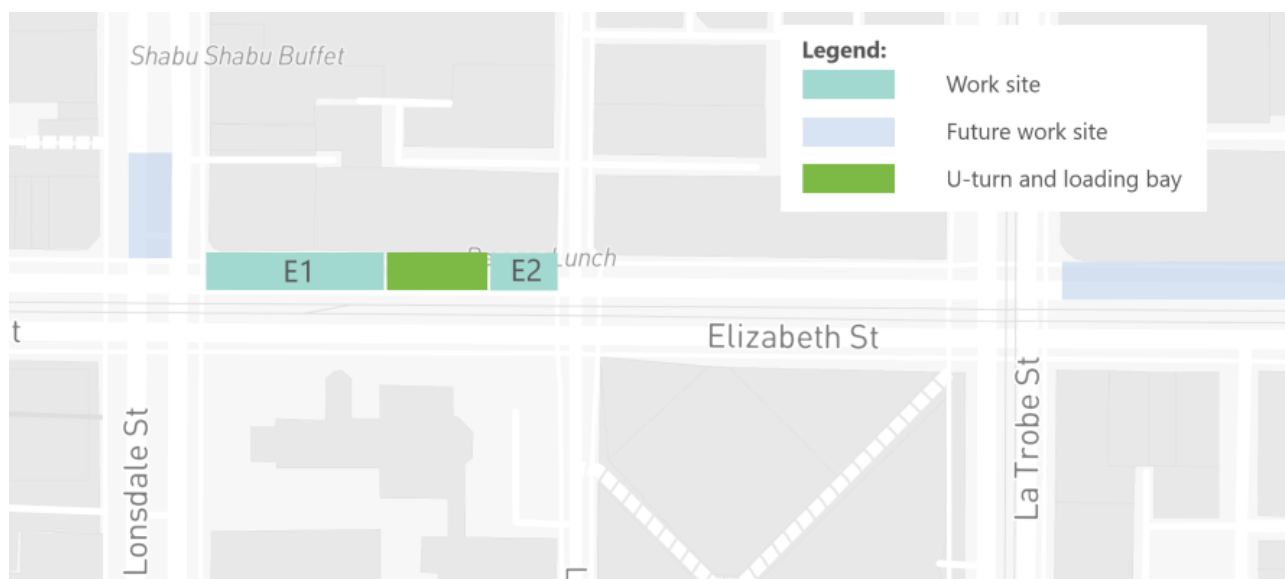 Shabu Shabu Buffet
Legend:
Work site
Future work site
U-turn and loading bay
Lunch
E1
E2
t
Elizabeth St
Lonsdale St
La Trobe St